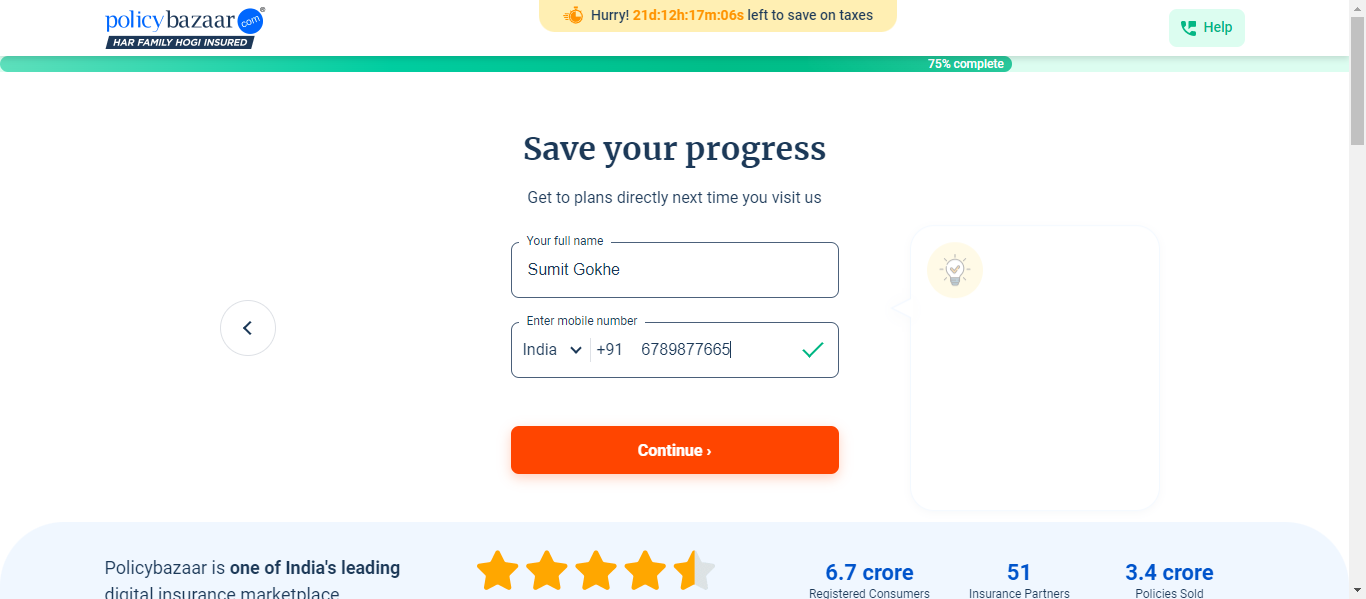 policybazaar.com®
HAR FAMILY HOGI INSURED
Hurry! 21d:12h:17m:06s left to save on taxes
Help
75% complete
Save your progress
Get to plans directly next time you visit us
Your full name
Sumit Gokhe
Enter mobile number
India +91 6789877665
Continue ›
Policybazaar is one of India's leading
digital insurance marketplace
6.7 crore
Registered Consumers
51
Insurance Partners
3.4 crore
Policies Sold